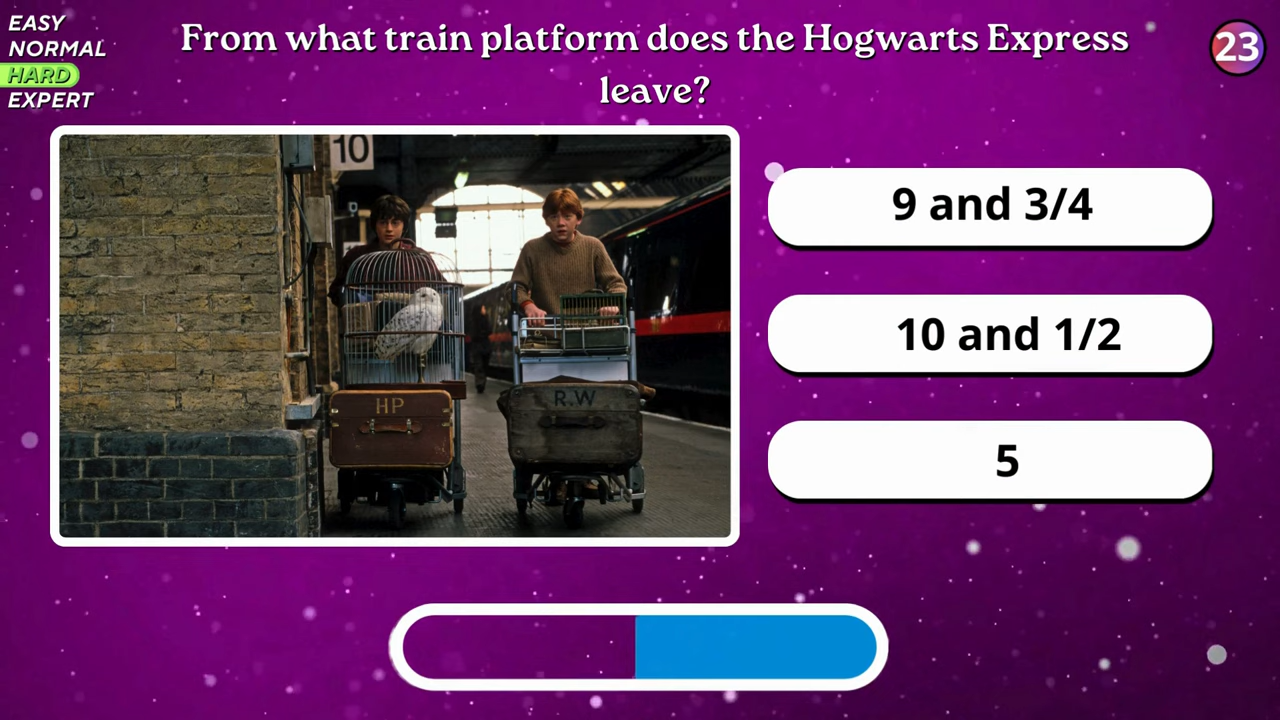 EASY
NORMAL
HARD
EXPERT
From what train platform does the Hogwarts Express
leave?
23
10
HP
R.W
9 and 3/4
10 and 1/2
5